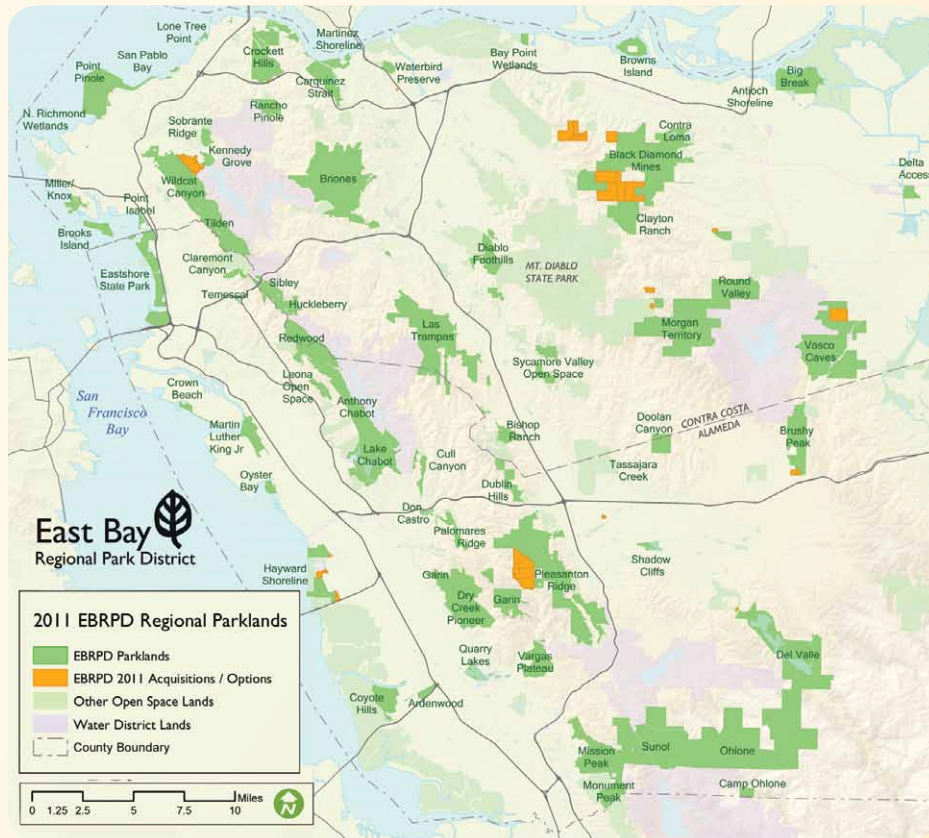 Lone Tree
Point
San Pablo
Bay
Point
Pinole
N. Richmond
Wetlands
Crockett
Hills
Martinez
Shoreline
Carquinez
Strait
Waterbird
Preserve
Bay Point
Wetlands
Browns
Island
Antioch
Shoreline
Big
Break
Rancho
Pinole
Sobrante
Ridge
Kennedy
Grove
Wildcat
Canyon
Briones
Contra
Loma
Black Diamond
Mines
Clayton
Ranch
Delta
Access
Miller/
Knox
Point
Isabel
Brooks
Island
Tilden
Eastshore
State Park
Claremont
Canyon
Temescal
Sibley
Huckleberry
Diablo
Foothills
MT. DIABLO
STATE PARK
Round
Valley
Morgan
Territory
Vasco
Caves
Redwood
Las
Trampas
Sycamore Valley
Open Space
Leona
Open
Space
Anthony
Chabot
Crown
Beach
San
Francisco
Bay
Martin
Luther
King Jr
Lake
Chabot
Cull
Canyon
Bishop
Ranch
Doolan
Canyon
CONTRA COSTA
ALAMEDA
Brushy
Peak
Tassajara
Creek
Oyster
Bay
Dublin
Hills
Don
Castro
East Bay
Regional Park District
Palomares
Ridge
Hayward
Shoreline
Garin
Dry
Creek
Pioneer
Garin
Pleasanton
Ridge
Shadow
Cliffs
Quarry
Lakes
Vargas
Plateau
Del Valle
Coyote
Hills
Ardenwood
Mission
Peak
Sunol
Ohlone
Monument
Peak
Camp Ohlone
2011 EBRPD Regional Parklands
EBRPD Parklands
EBRPD 2011 Acquisitions / Options
Other Open Space Lands
Water District Lands
County Boundary
0 1.25 2.5 5 7.5 10 Miles
N